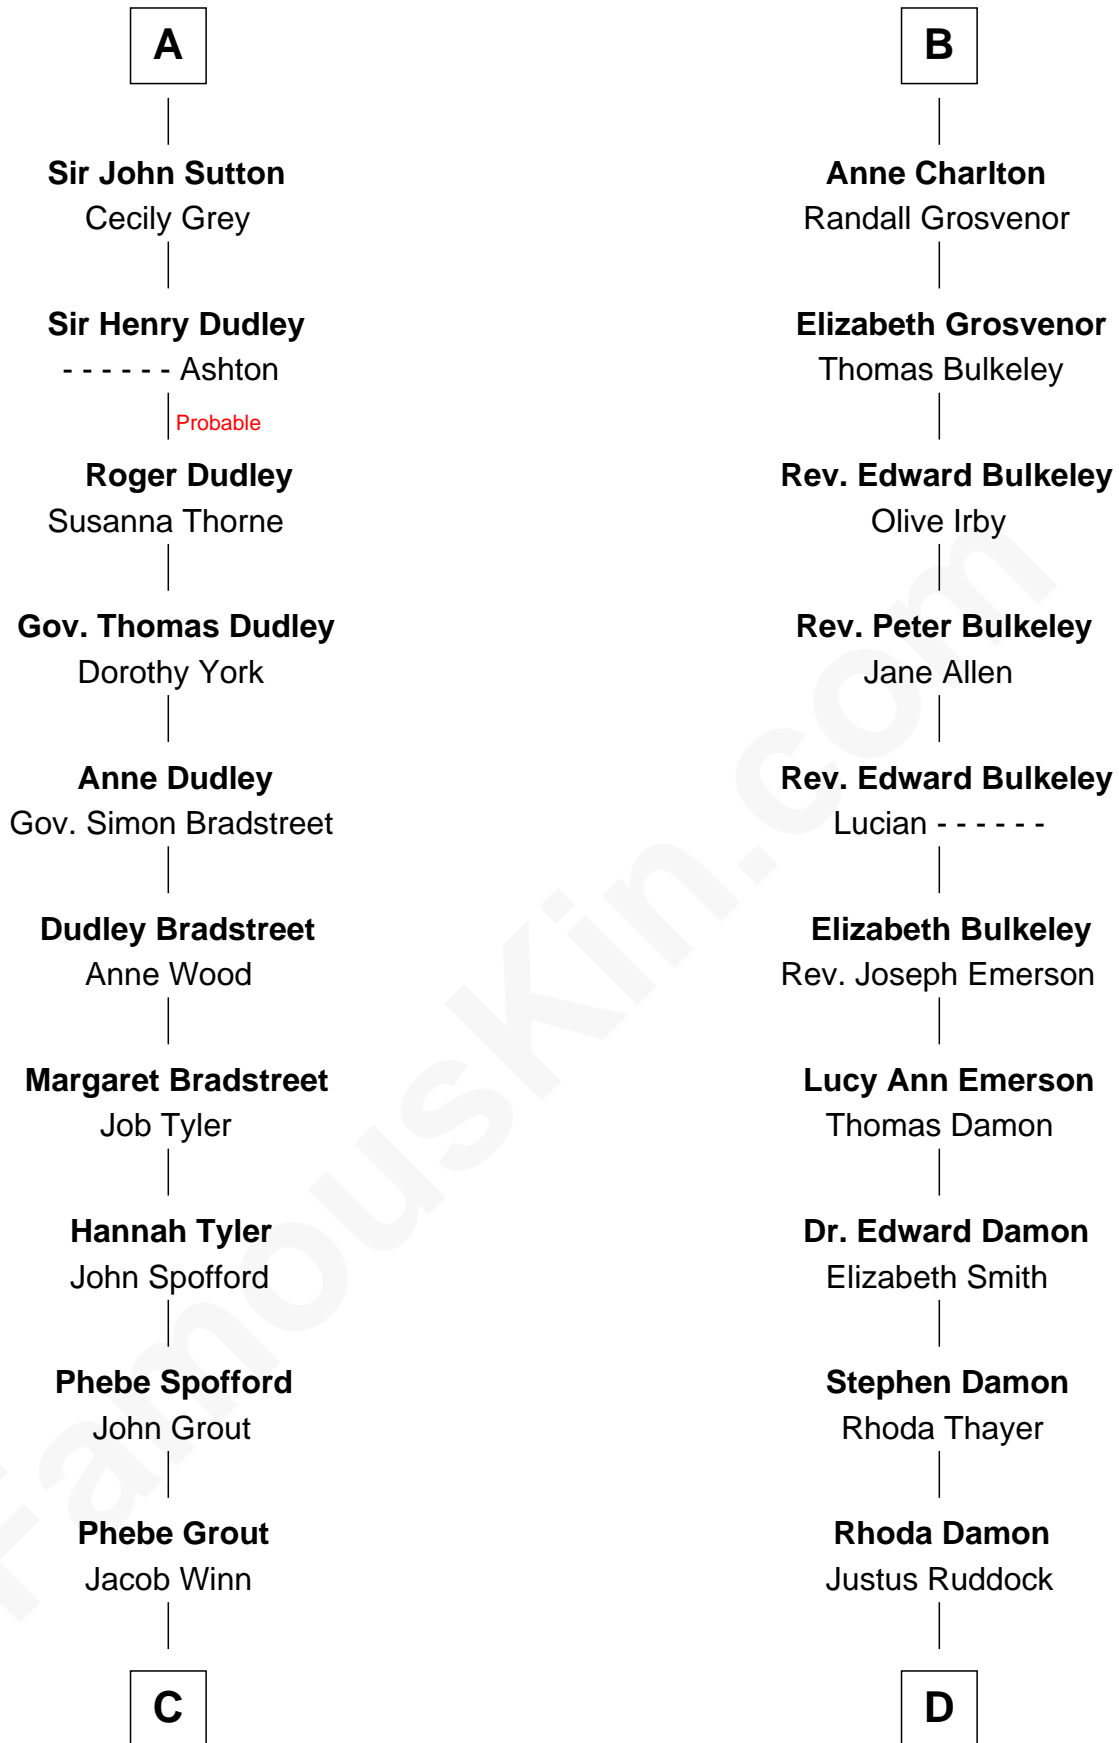 A
Sir John Sutton
Cecily Grey
Sir Henry Dudley
- - - - - - Ashton
Probable
Roger Dudley
Susanna Thorne
Gov. Thomas Dudley
Dorothy York
Anne Dudley
Gov. Simon Bradstreet
Dudley Bradstreet
Anne Wood
Margaret Bradstreet
Job Tyler
Hannah Tyler
John Spofford
Phebe Spofford
John Grout
Phebe Grout
Jacob Winn
C
B
Anne Charlton
Randall Grosvenor
Elizabeth Grosvenor
Thomas Bulkeley
Rev. Edward Bulkeley
Olive Irby
Rev. Peter Bulkeley
Jane Allen
Rev. Edward Bulkeley
Lucian - - - - - -
Elizabeth Bulkeley
Rev. Joseph Emerson
Lucy Ann Emerson
Thomas Damon
Dr. Edward Damon
Elizabeth Smith
Stephen Damon
Rhoda Thayer
Rhoda Damon
Justus Ruddock
D
FamousKin.com